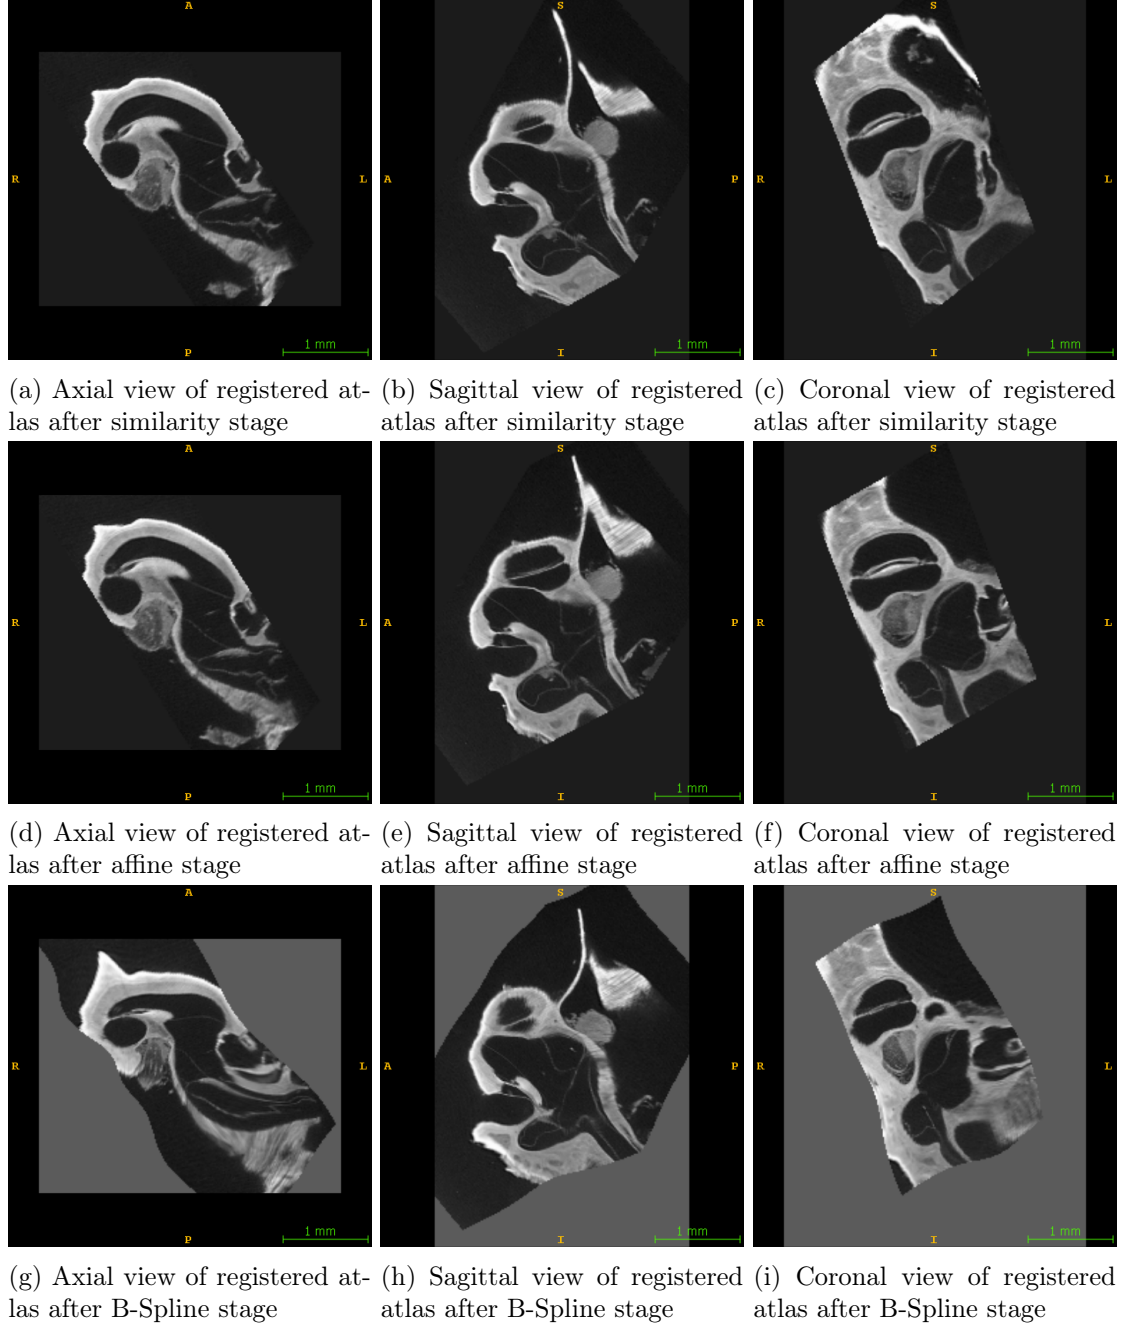 A
R
L
P
1 mm
S
A
P
I
1 mm
S
R
L
I
1 mm
(a) Axial view of registered at-
las after similarity stage
(b) Sagittal view of registered
atlas after similarity stage
(c) Coronal view of registered
atlas after similarity stage
A
R
L
P
1 mm
S
A
P
I
1 mm
S
R
L
I
1 mm
(d) Axial view of registered at-
las after affine stage
(e) Sagittal view of registered
atlas after affine stage
(f) Coronal view of registered
atlas after affine stage
A
R
L
P
1 mm
S
A
P
I
1 mm
S
R
L
I
1 mm
(g) Axial view of registered at-
las after B-Spline stage
(h) Sagittal view of registered
atlas after B-Spline stage
(i) Coronal view of registered
atlas after B-Spline stage